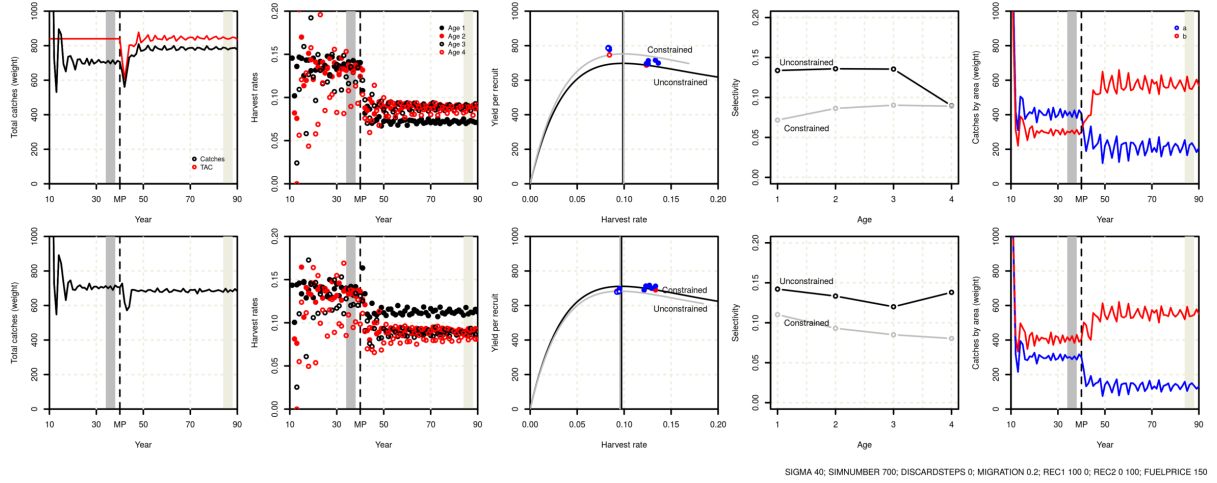 Total catches (weight)
1000
800
600
400
200
0
Catches
TAC
10
30
MP
50
70
90
Year
Harvest rates
0.20
0.15
0.10
0.05
0.00
Age 1
Age 2
Age 3
Age 4
10
30
MP
50
70
90
Year
Yield per recruit
1000
800
600
400
200
0
Constrained
Unconstrained
0.00
0.05
0.10
0.15
0.20
Harvest rate
Selectivity
0.20
0.15
0.10
0.05
0.00
Unconstrained
Constrained
1
2
3
4
Age
Catches by area (weight)
1000
800
600
400
200
0
a
b
10
30
MP
50
70
90
Year
Total catches (weight)
1000
800
600
400
200
0
10
30
MP
50
70
90
Year
Harvest rates
0.20
0.15
0.10
0.05
0.00
10
30
MP
50
70
90
Year
Yield per recruit
1000
800
600
400
200
0
Constrained
Unconstrained
0.00
0.05
0.10
0.15
0.20
Harvest rate
Selectivity
0.20
0.15
0.10
0.05
0.00
Unconstrained
Constrained
1
2
3
4
Age
Catches by area (weight)
1000
800
600
400
200
0
10
30
MP
50
70
90
Year
SIGMA 40; SIMNUMBER 700; DISCARDSTEPS 0; MIGRATION 0.2; REC1 100 0; REC2 0 100; FUELPRICE 150